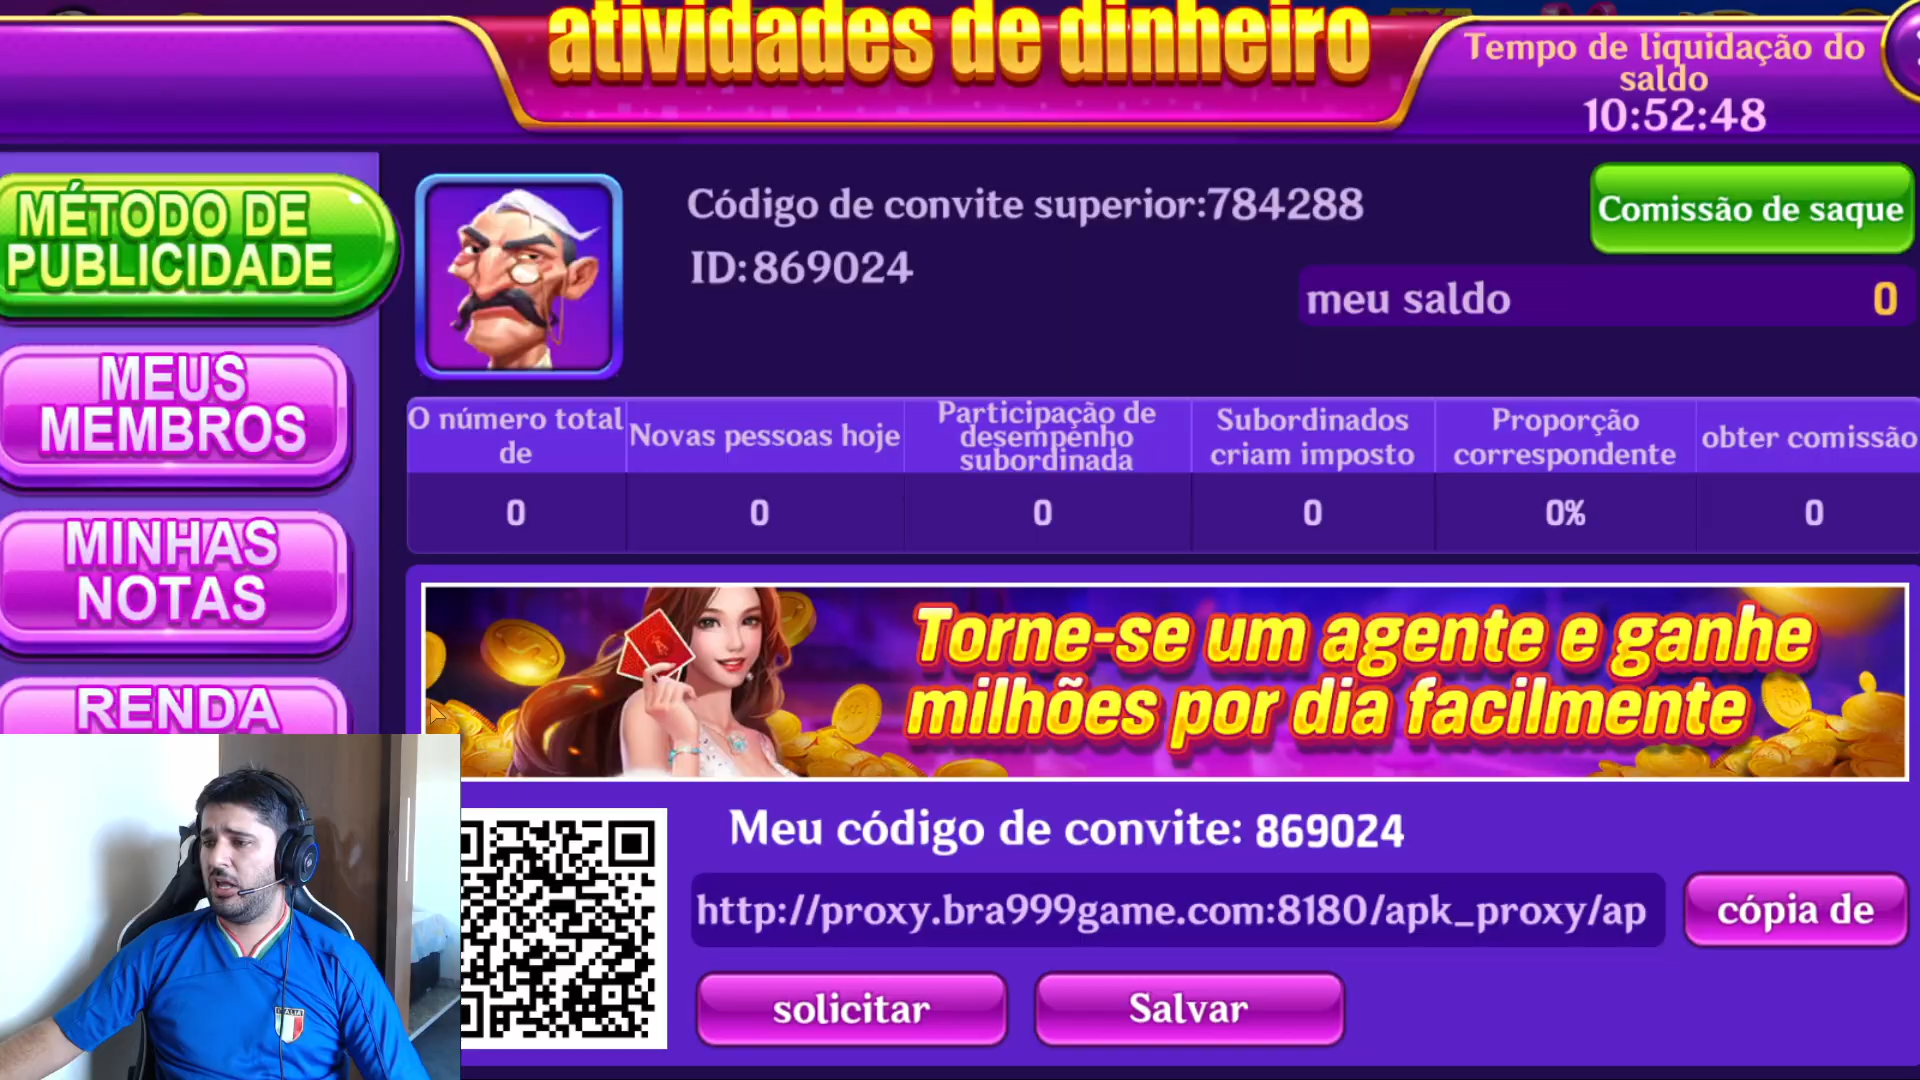 atividades de dinheiro
Tempo de liquidação do
saldo
10:52:48
MÉTODO DE
PUBLICIDADE
Código de convite superior:784288
ID:869024
Comissão de saque
meu saldo 0
MEUS
MEMBROS
O número total
de
Novas pessoas hoje
Participação de
desempenho
subordinada
Subordinados
criam imposto
Proporção
correspondente
obter comissão
0 0 0 0 0% 0
MINHAS
NOTAS
RENDA
Torne-se um agente e ganhe
milhões por dia facilmente
Meu código de convite: 869024
http://proxy.bra999game.com:8180/apk_proxy/ap
cópia de
solicitar
Salvar
ITALIA